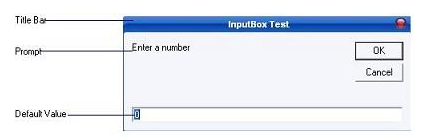 Title Bar
InputBox Test
Prompt
Enter a number
OK
Cancel
Default Value
0